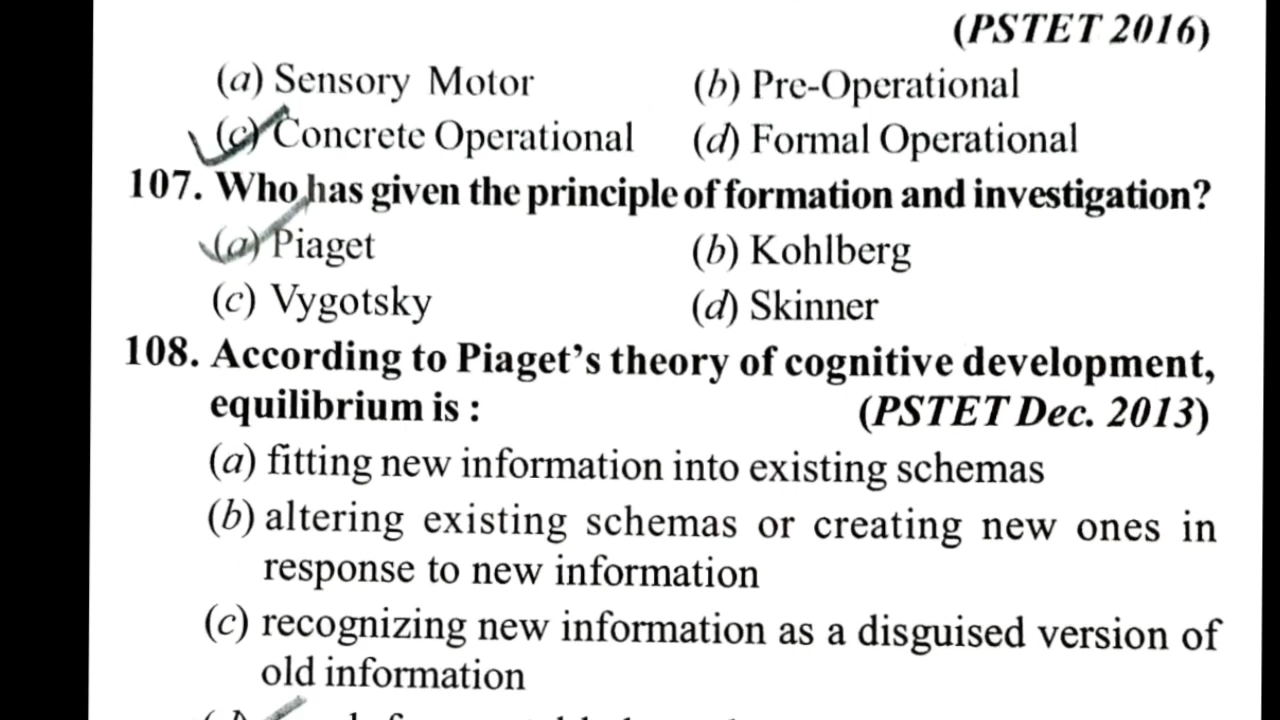 (PSTET 2016)
(a) Sensory Motor (b) Pre-Operational
(c) Concrete Operational (d) Formal Operational
107. Who has given the principle of formation and investigation?
(a) Piaget (b) Kohlberg
(c) Vygotsky (d) Skinner
108. According to Piaget's theory of cognitive development,
equilibrium is : (PSTET Dec. 2013)
(a) fitting new information into existing schemas
(b) altering existing schemas or creating new ones in
response to new information
(c) recognizing new information as a disguised version of
old information